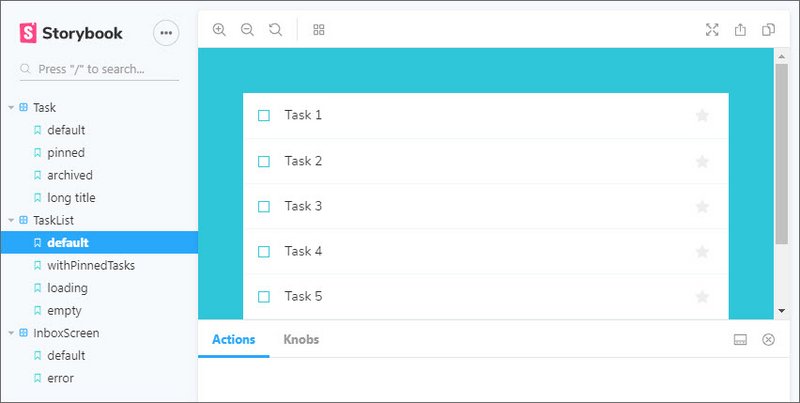 Storybook
Press "/" to search...
Task
default
pinned
archived
long title
TaskList
default
withPinnedTasks
loading
empty
InboxScreen
default
error
Task 1
Task 2
Task 3
Task 4
Task 5
Actions Knobs